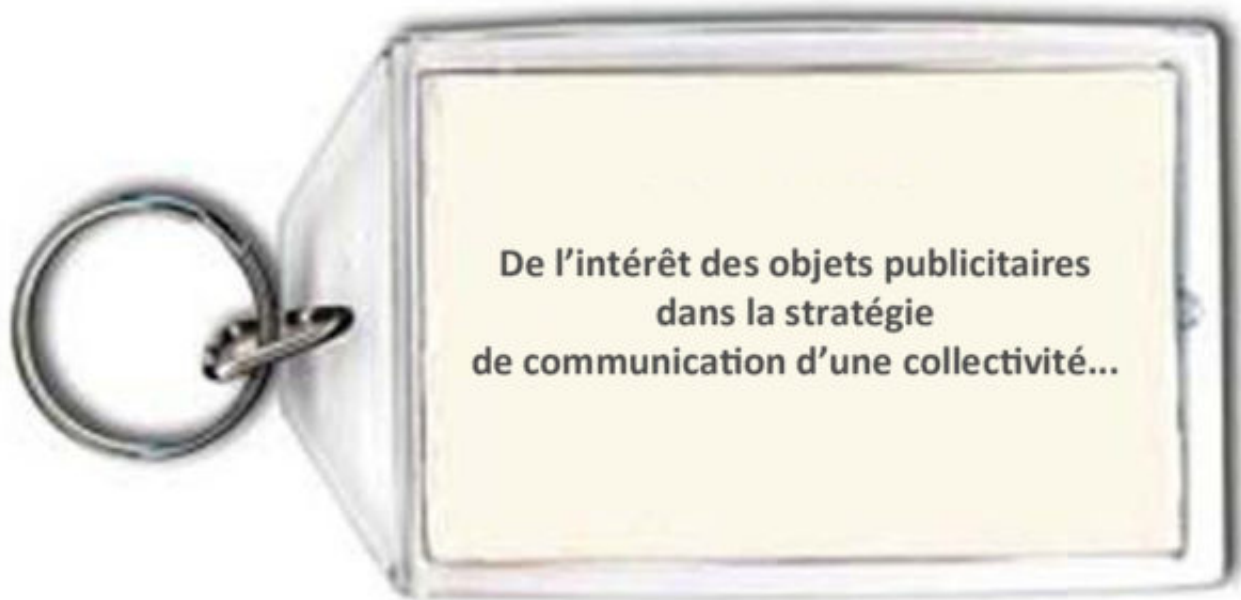 De l’intérêt des objets publicitaires
dans la stratégie
de communication d’une collectivité...